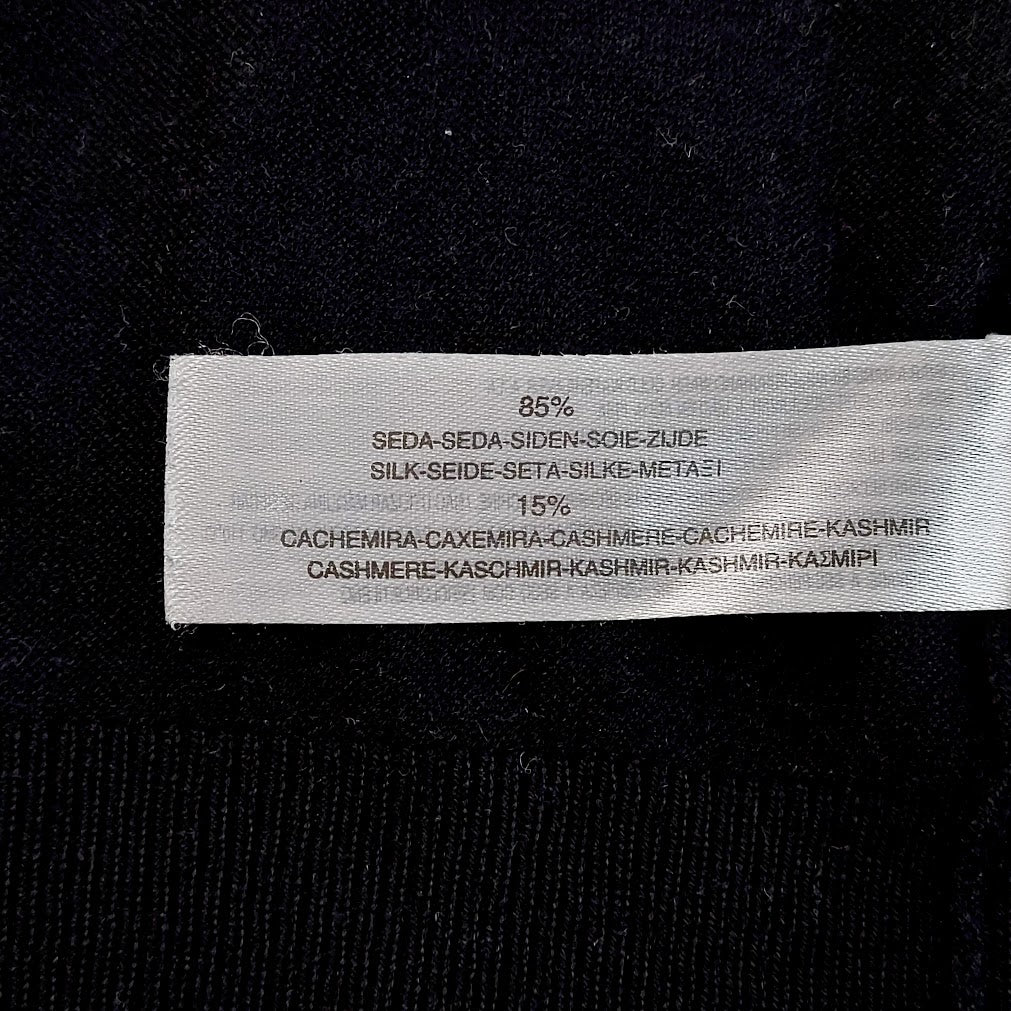 85%
SEDA-SEDA-SIDEN-SOIE-ZIJDE
SILK-SEIDE-SETA-SILKE-ΜΕΤΑΞΙ
15%
CACHEMIRA-CAXEMIRA-CASHMERE-CACHEMIRE-KASHMIR
CASHMERE-KASCHMIR-KASHMIR-KASHMIR-ΚΑΣΜΙΡΙ